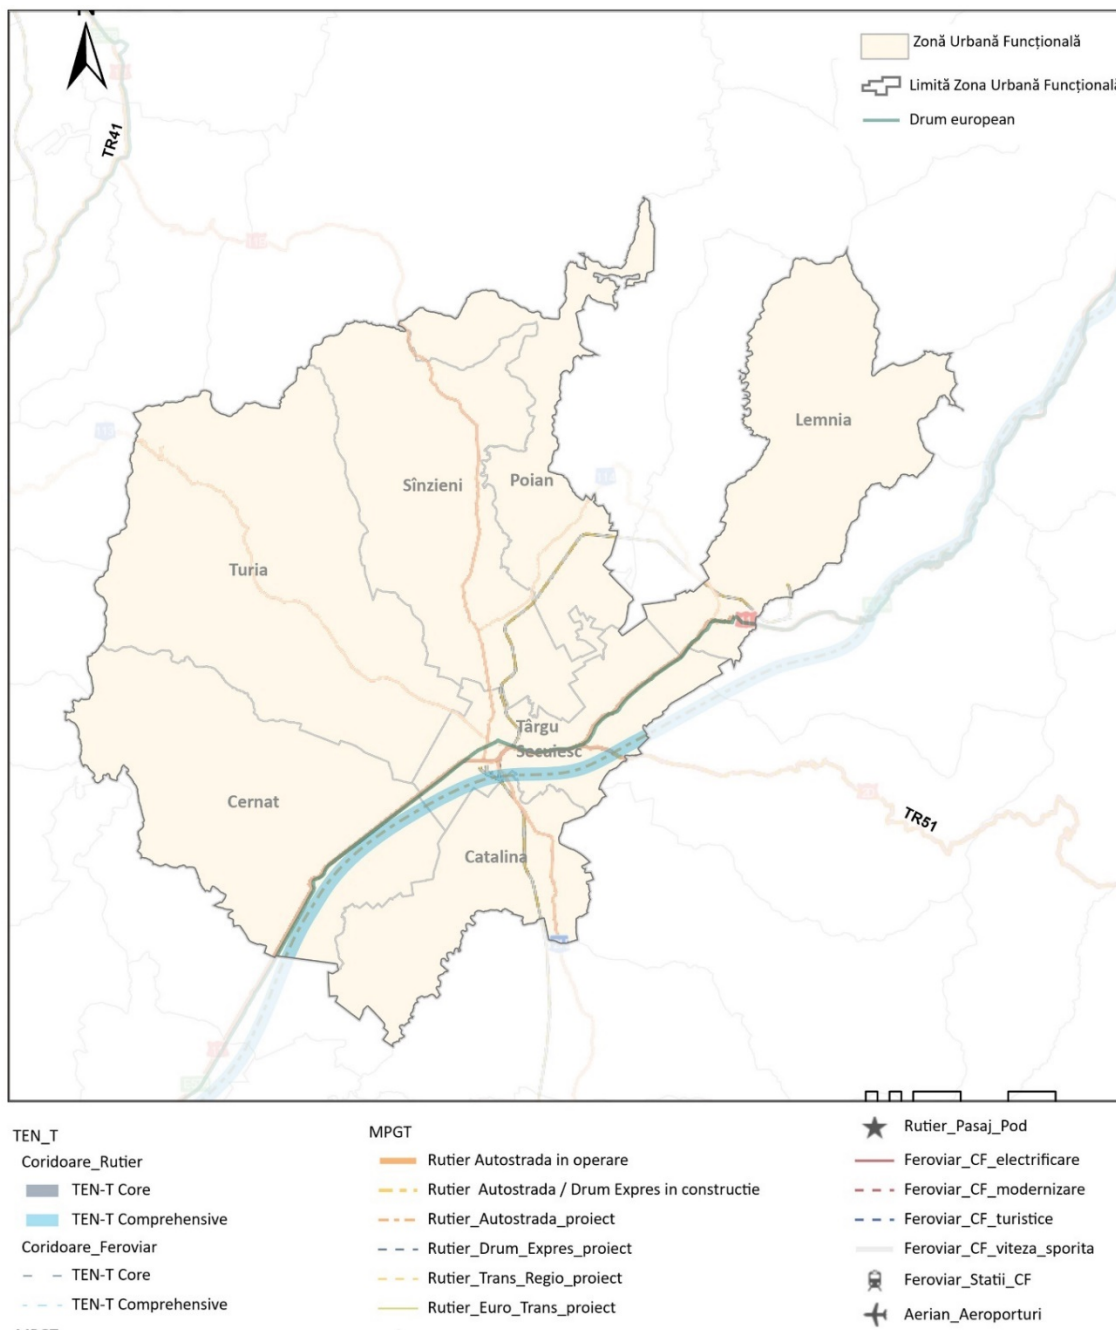 N
Zonă Urbană Funcțională
Limită Zona Urbană Funcțională
Drum european
TR41
Lemnia
Sînzieni
Poian
Turia
Târgu
Secuiesc
Cernat
TR51
Catalina
TEN_T
Coridoare_Rutier
TEN-T Core
TEN-T Comprehensive
Coridoare_Feroviar
TEN-T Core
TEN-T Comprehensive
MPGT
Rutier Autostrada in operare
Rutier Autostrada / Drum Expres in constructie
Rutier_Autostrada_proiect
Rutier_Drum_Expres_proiect
Rutier_Trans_Regio_proiect
Rutier_Euro_Trans_proiect
Rutier_Pasaj_Pod
Feroviar_CF_electrificare
Feroviar_CF_modernizare
Feroviar_CF_turistice
Feroviar_CF_viteza_sporita
Feroviar_Statii_CF
Aerian_Aeroporturi